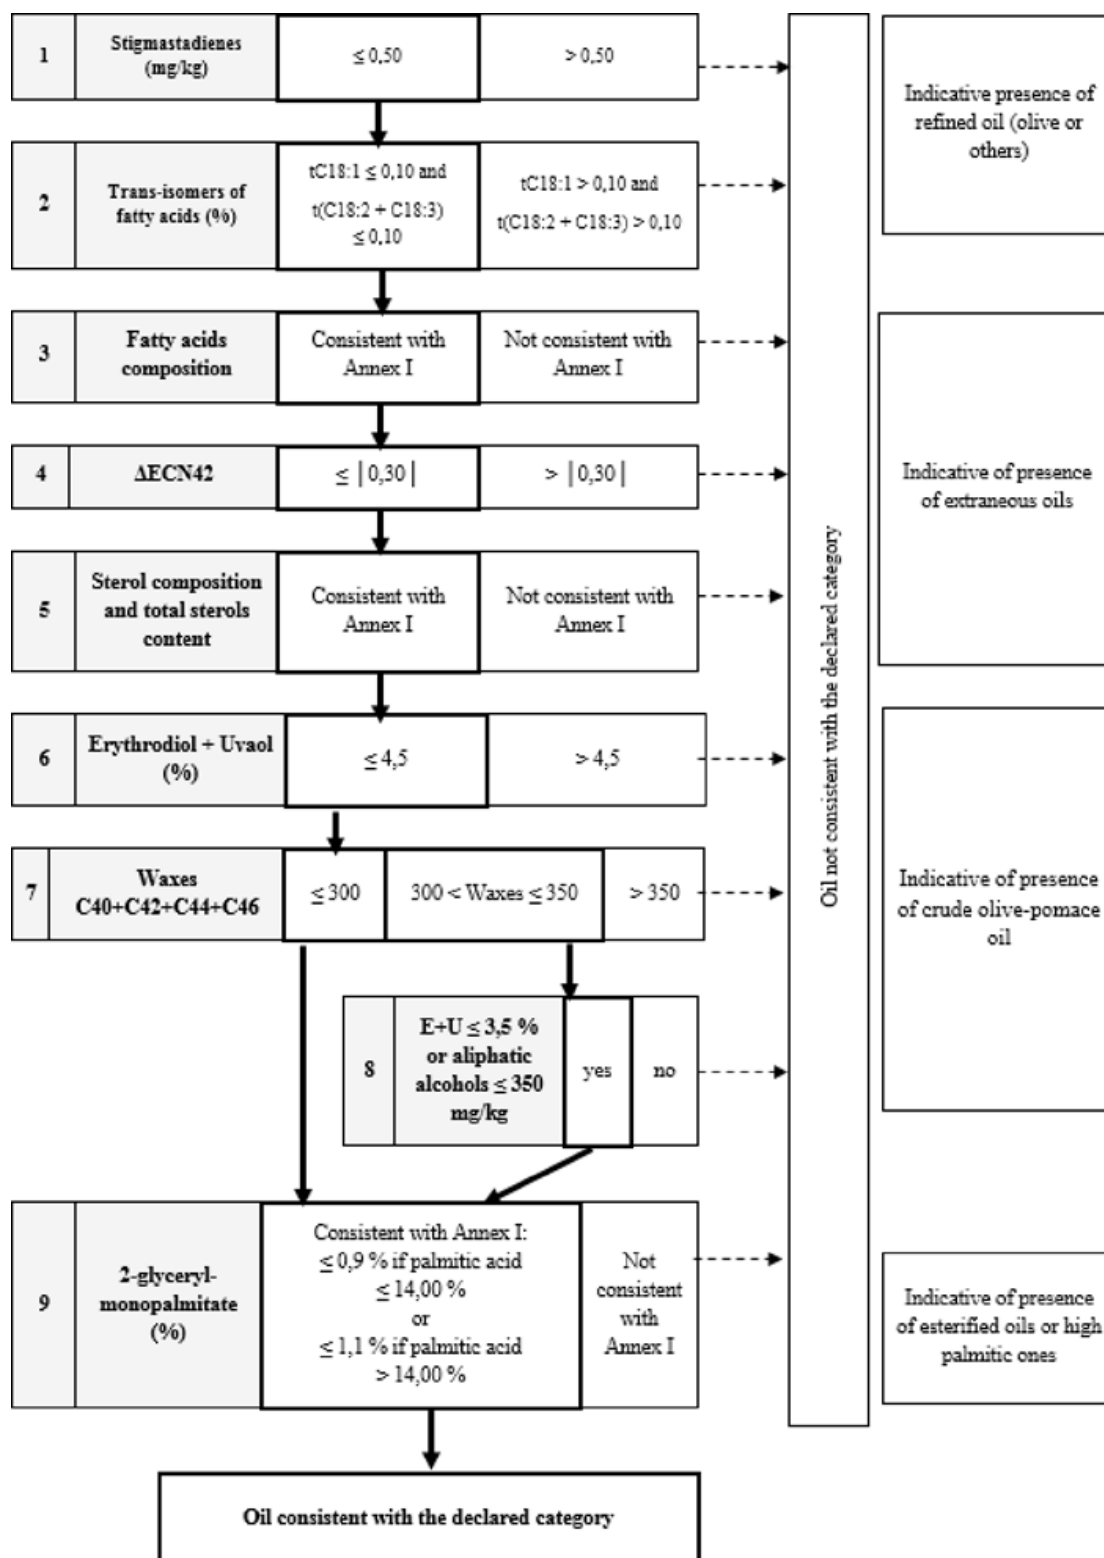 1
Stigmastadienes
(mg/kg)
≤ 0,50
> 0,50
Indicative presence of
refined oil (olive or
others)
2
Trans-isomers of
fatty acids (%)
tC18:1 ≤ 0,10 and
t(C18:2 + C18:3)
≤ 0,10
tC18:1 > 0,10 and
t(C18:2 + C18:3) > 0,10
3
Fatty acids
composition
Consistent with
Annex I
Not consistent with
Annex I
4
ΔECN42
≤ |0,30|
> |0,30|
Indicative of presence
of extraneous oils
5
Sterol composition
and total sterols
content
Consistent with
Annex I
Not consistent with
Annex I
Oil not consistent with the declared category
6
Erythrodiol + Uvaol
(%)
≤ 4,5
> 4,5
7
Waxes
C40+C42+C44+C46
≤ 300
300 < Waxes ≤ 350
> 350
Indicative of presence
of crude olive-pomace
oil
8
E+U ≤ 3,5 %
or aliphatic
alcohols ≤ 350
mg/kg
yes
no
9
2-glyceryl-
monopalmitate
(%)
Consistent with Annex I:
≤ 0,9 % if palmitic acid
≤ 14,00 %
or
≤ 1,1 % if palmitic acid
> 14,00 %
Not
consistent
with
Annex I
Indicative of presence
of esterified oils or high
palmitic ones
Oil consistent with the declared category